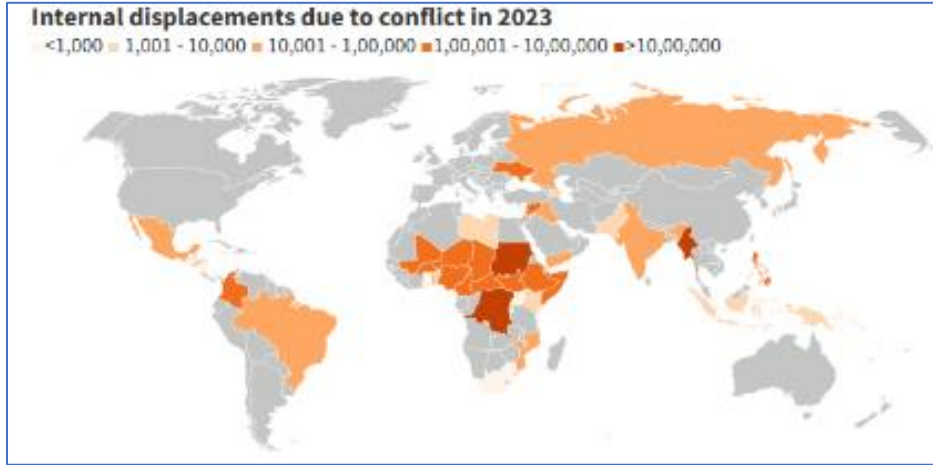 Internal displacements due to conflict in 2023
<1,000 1,001 - 10,000 10,001 - 1,00,000 1,00,001 - 10,00,000 >10,00,000